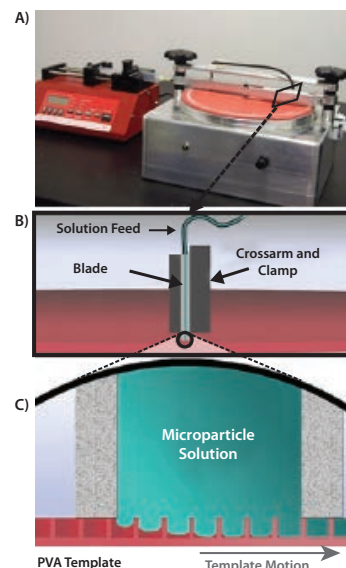 A)
B)
Solution Feed
Blade
Crossarm and
Clamp
C)
Microparticle
Solution
PVA Template
Template Motion